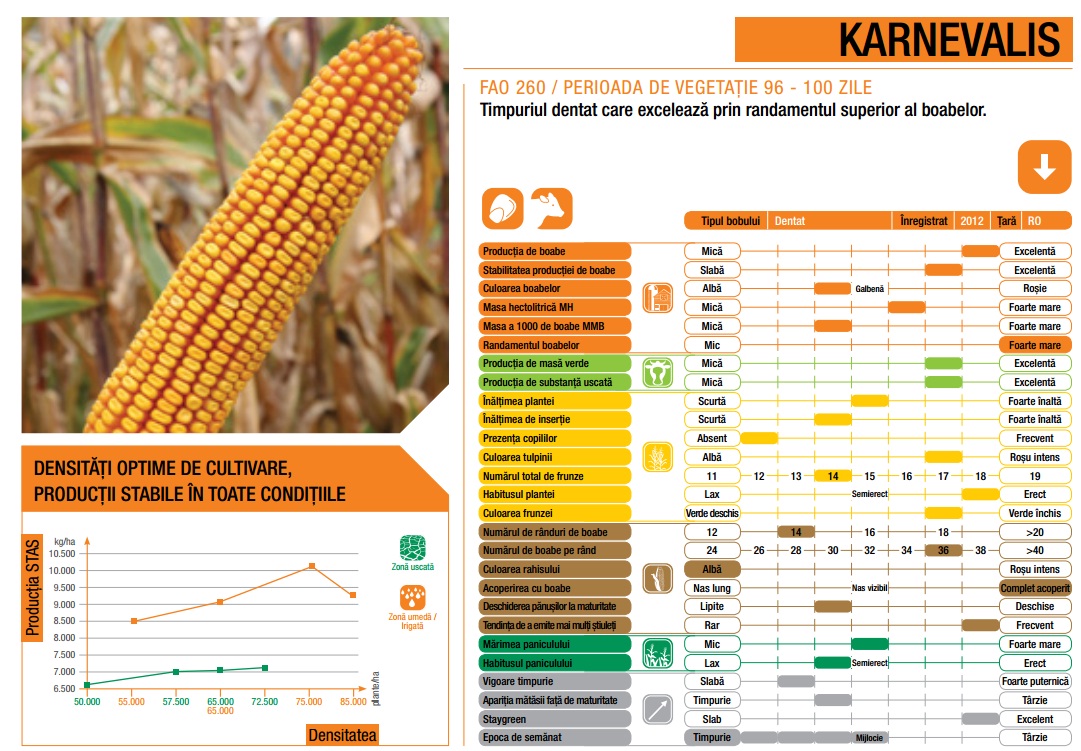 KARNEVALIS
FAO 260 / PERIOADA DE VEGETAȚIE 96 - 100 ZILE
Timpuriul dentat care excelează prin randamentul superior al boabelor.
Tipul bobului Dentat Înregistrat 2012 Țară RO
Producția de boabe Mică Excelentă
Stabilitatea producției de boabe Slabă Excelentă
Culoarea boabelor Albă Galbenă Roșie
Masa hectolitrică MH Mică Foarte mare
Masa a 1000 de boabe MMB Mică Foarte mare
Randamentul boabelor Mic Foarte mare
Producția de masă verde Mică Excelentă
Producția de substanță uscată Mică Excelentă
Înălțimea plantei Scurtă Foarte înaltă
Înălțimea de inserție Scurtă Foarte înaltă
Prezența copililor Absent Frecvent
Culoarea tulpinii Albă Roșu intens
Numărul total de frunze 11 12 13 14 15 16 17 18 19
Habitusul plantei Lax Semierect Erect
Culoarea frunzei Verde deschis Verde închis
Numărul de rânduri de boabe 12 14 16 18 >20
Numărul de boabe pe rând 24 26 28 30 32 34 36 38 >40
Culoarea rahisului Albă Roșu intens
Acoperirea cu boabe Nas lung Nas vizibil Complet acoperit
Deschiderea pănușilor la maturitate Lipite Deschise
Tendința de a emite mai mulți știuleți Rar Frecvent
Mărimea paniculului Mic Foarte mare
Habitusul paniculului Lax Semierect Erect
Vigoare timpurie Slabă Foarte puternică
Apariția mătăsii față de maturitate Timpurie Târzie
Staygreen Slab Excelent
Epoca de semănat Timpurie Mijlocie Târzie
DENSITĂȚI OPTIME DE CULTIVARE,
PRODUCȚII STABILE ÎN TOATE CONDIȚIILE
Producția STAS
kg/ha
10.500
10.000
9.500
9.000
8.500
8.000
7.500
7.000
6.500
50.000 55.000 57.500 65.000 72.500 75.000 85.000
65.000
plante/ha
Zonă uscată
Zonă umedă /
Irigată
Densitatea